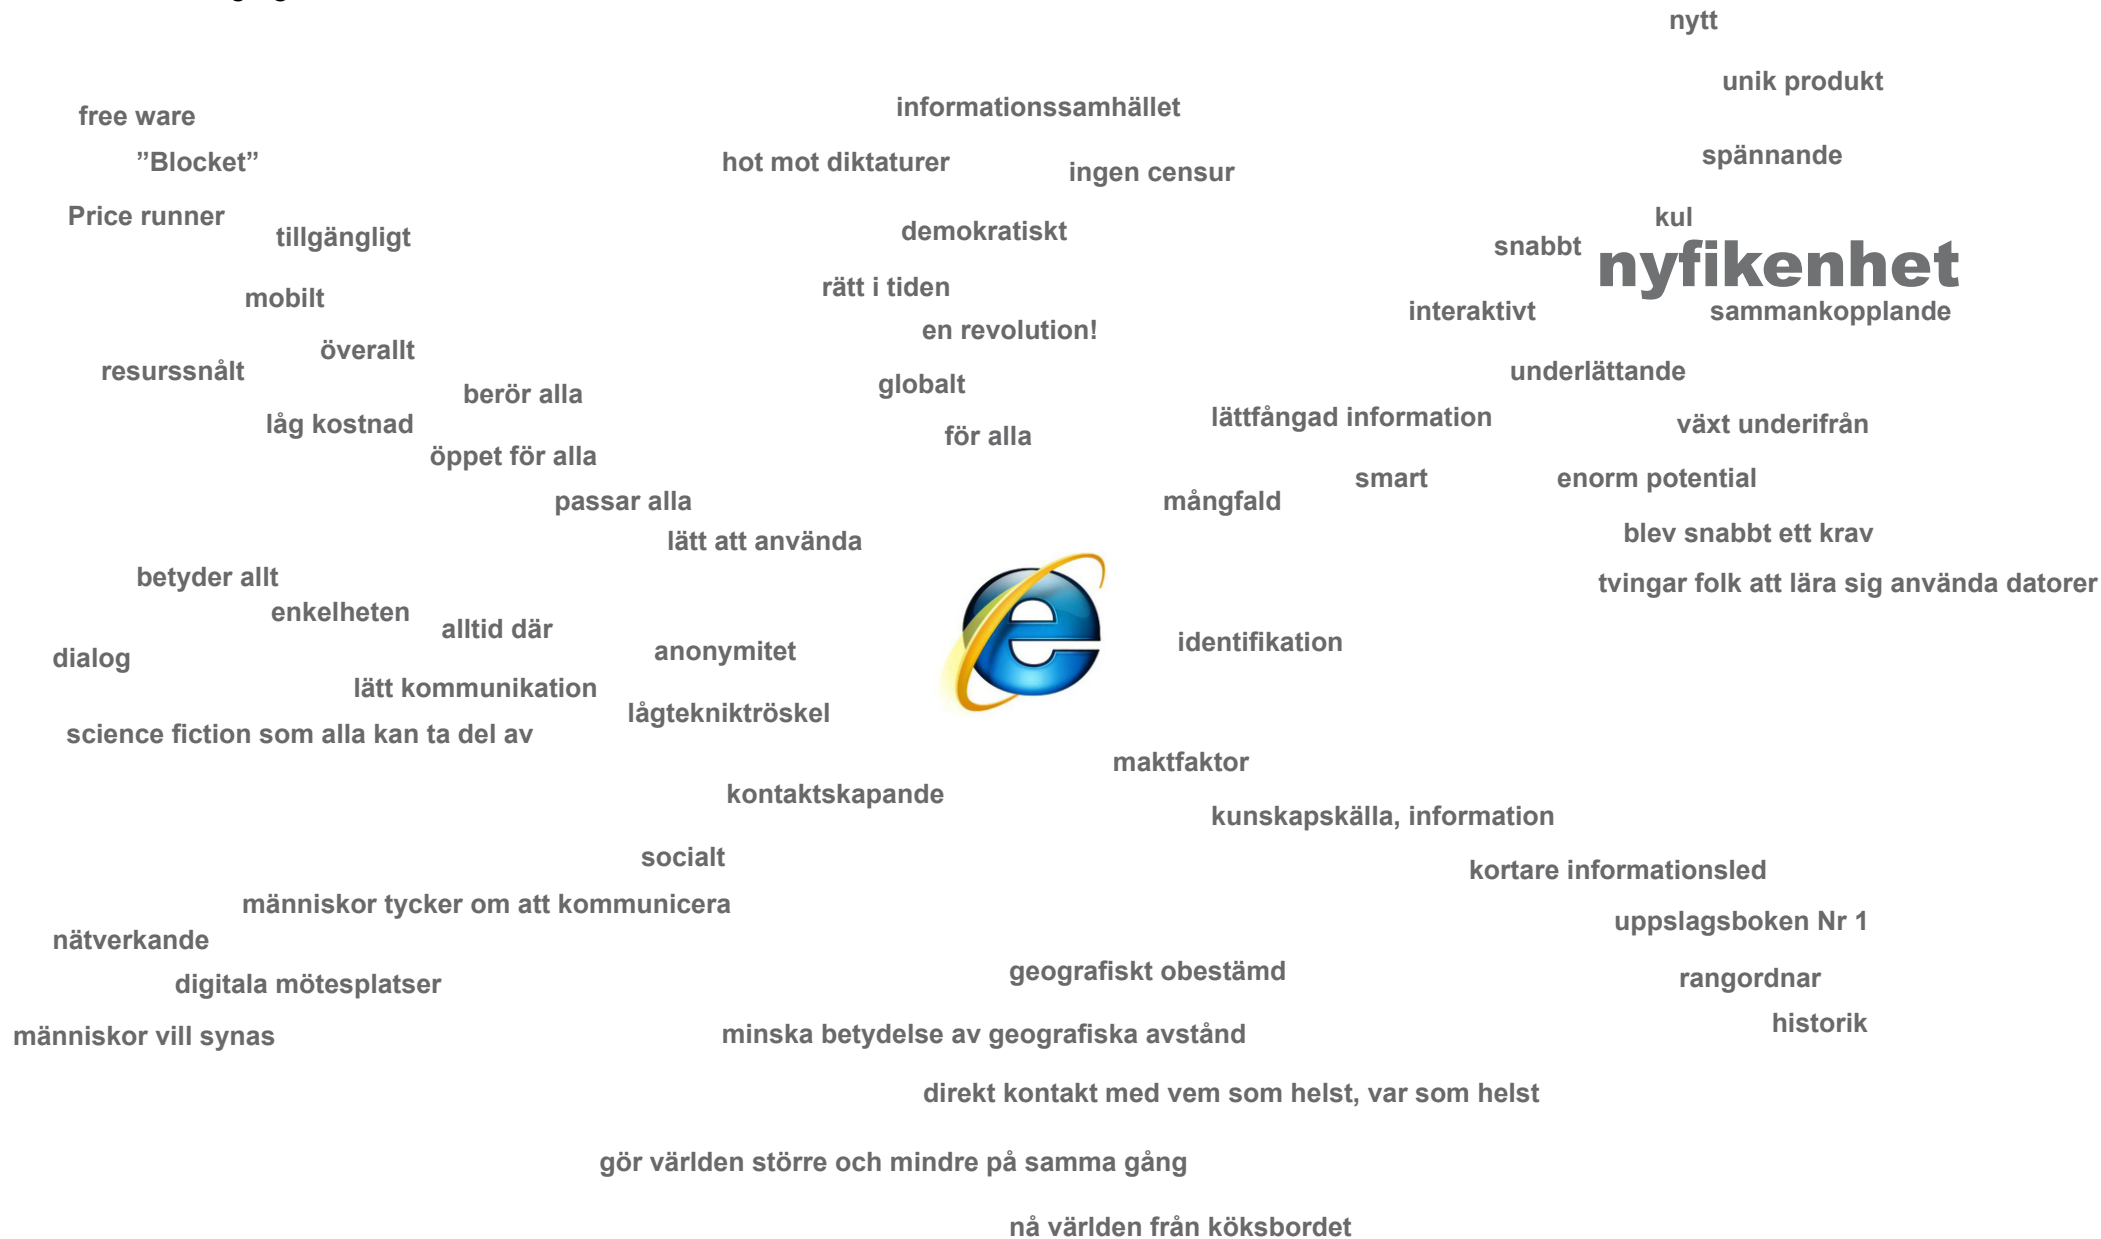 nytt
unik produkt
informationssamhället
free ware
spännande
”Blocket”
hot mot diktaturer
ingen censur
Price runner
kul
tillgängligt
demokratiskt
snabbt
nyfikenhet
rätt i tiden
mobilt
interaktivt
sammankopplande
en revolution!
överallt
resurssnålt
underlättande
globalt
berör alla
lättfångad information
låg kostnad
växt underifrån
för alla
öppet för alla
smart
enorm potential
passar alla
mångfald
blev snabbt ett krav
lätt att använda
betyder allt
tvingar folk att lära sig använda datorer
enkelheten
alltid där
identifikation
anonymitet
dialog
lätt kommunikation
lågtekniktröskel
science fiction som alla kan ta del av
maktfaktor
kontaktskapande
kunskapskälla, information
socialt
kortare informationsled
människor tycker om att kommunicera
uppslagsboken Nr 1
nätverkande
geografiskt obestämd
rangordnar
digitala mötesplatser
historik
minska betydelse av geografiska avstånd
människor vill synas
direkt kontakt med vem som helst, var som helst
gör världen större och mindre på samma gång
nå världen från köksbordet